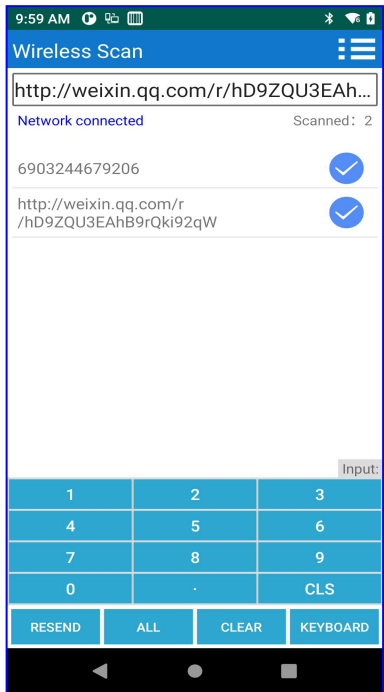 9:59 AM
Wireless Scan
http://weixin.qq.com/r/hD9ZQU3EAh...
Network connected Scanned: 2
6903244679206
http://weixin.qq.com/r
/hD9ZQU3EAhB9rQki92qW
Input:
1 2 3
4 5 6
7 8 9
0 . CLS
RESEND ALL CLEAR KEYBOARD